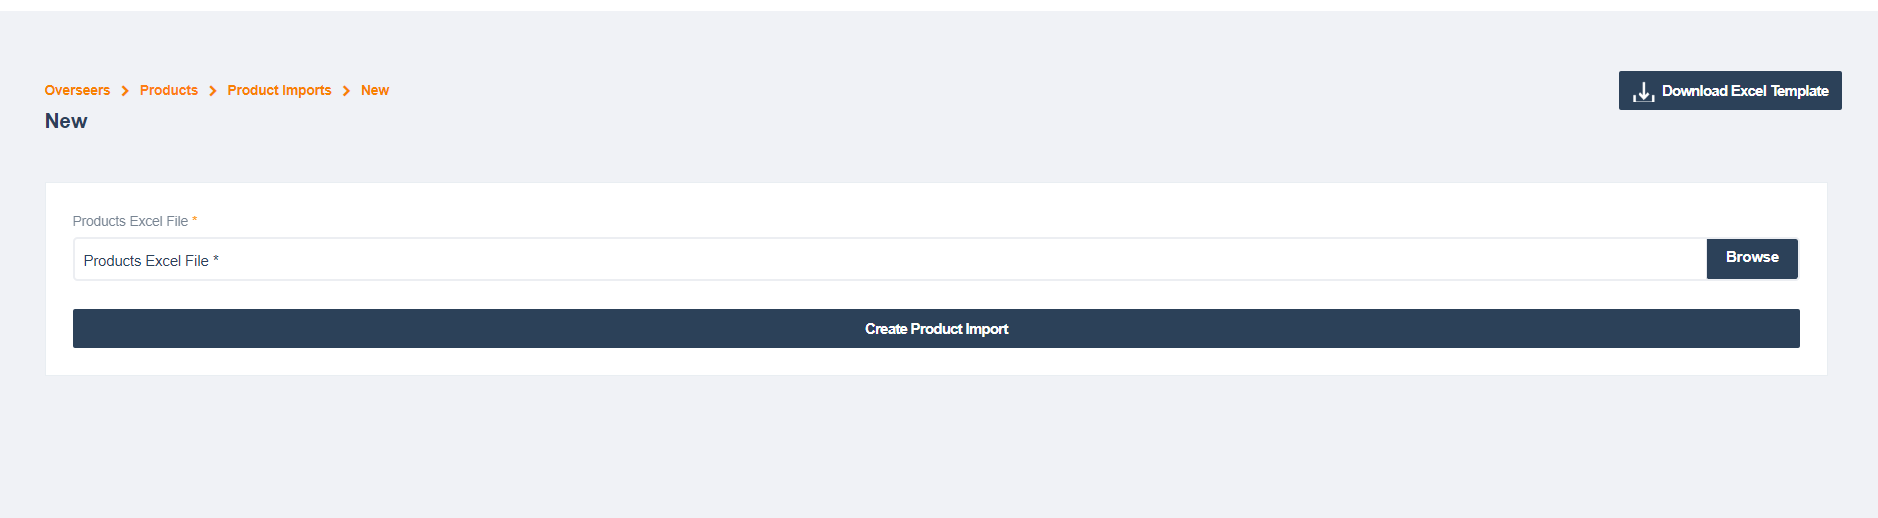 Overseers > Products > Product Imports > New
Download Excel Template
New
Products Excel File *
Products Excel File *
Browse
Create Product Import